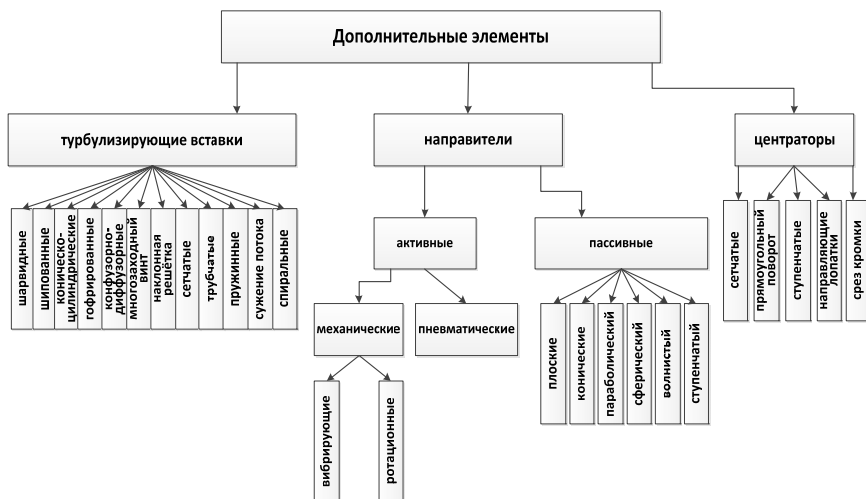 Дополнительные элементы
турбулизирующие вставки
направители
центраторы
шарвидные
шипованные
коническо-
цилиндрические
гофрированные
конфузорно-
диффузорные
многозаходный
винт
наклонная
решётка
сетчатые
трубчатые
пружинные
сужение потока
спиральные
активные
пассивные
механические
пневматические
вибрирующие
ротационные
плоские
конические
параболический
сферический
волнистый
ступенчатый
сетчатые
прямоугольный
поворот
ступенчатые
направляющие
лопатки
срез кромки